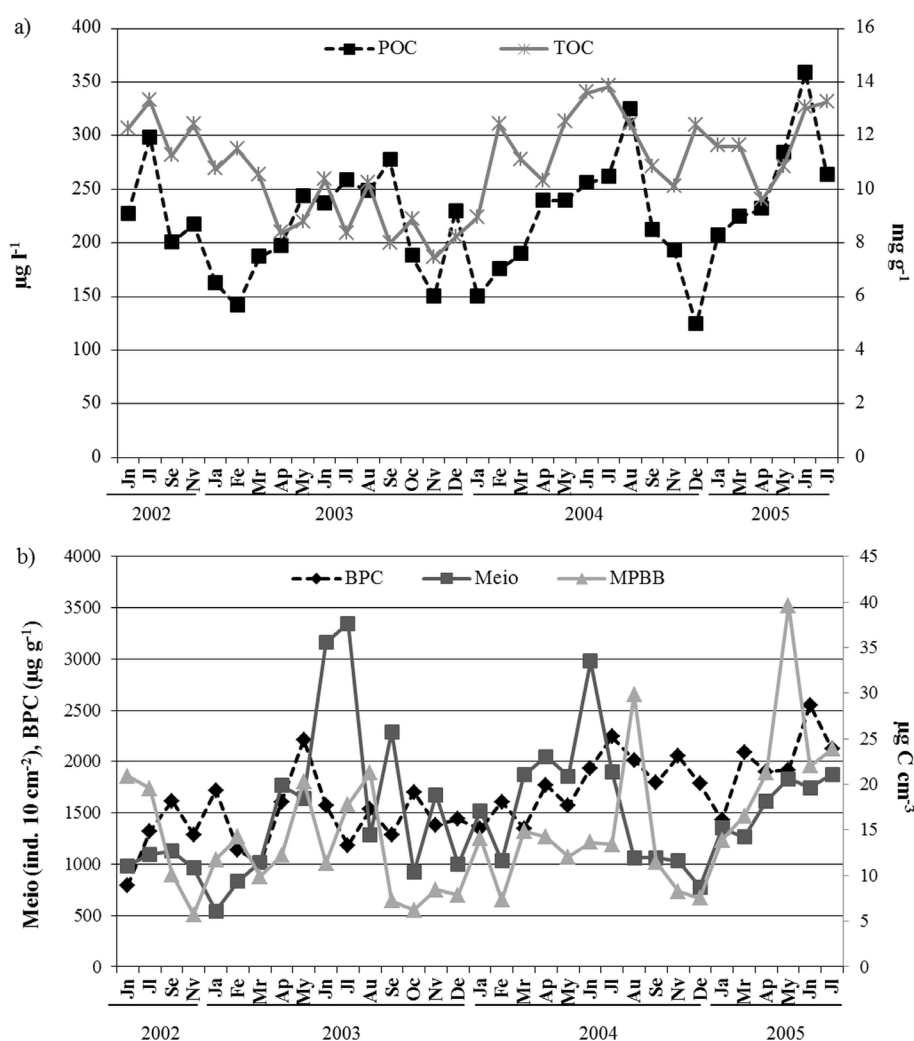 a)
400 16
POC TOC
350 14
300 12
250 10
200 8
150 6
100 4
50 2
0 0
µg l-1
mg g-1
Jn Jl Se Nv Ja Fe Mr Ap My Jn Jl Au Se Oc Nv De Ja Fe Mr Ap My Jn Jl Au Se Nv De Ja Mr Ap My Jn Jl
2002 2003 2004 2005
b)
4000 45
BPC Meio MPBB
3500 40
3000 35
2500 30
2000 25
1500 20
1000 15
500 10
0 5
0
Meio (ind. 10 cm-2), BPC (µg g-1)
µg C cm-3
Jn Jl Se Nv Ja Fe Mr Ap My Jn Jl Au Se Oc Nv De Ja Fe Mr Ap My Jn Jl Au Se Nv De Ja Mr Ap My Jn Jl
2002 2003 2004 2005